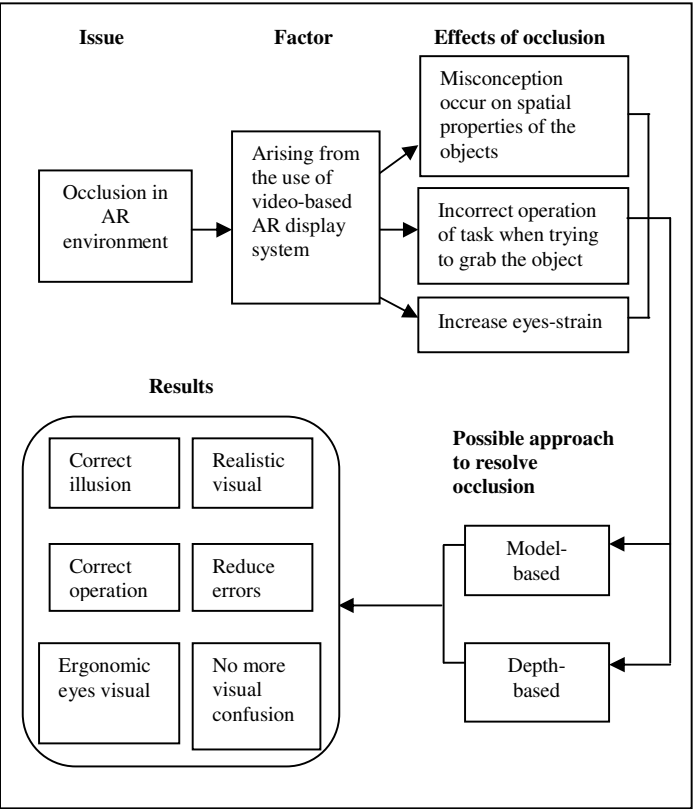 Issue
Factor
Effects of occlusion
Occlusion in
AR
environment
Arising from
the use of
video-based
AR display
system
Misconception
occur on spatial
properties of the
objects
Incorrect operation
of task when trying
to grab the object
Increase eyes-strain
Possible approach
to resolve
occlusion
Model-
based
Depth-
based
Results
Correct
illusion
Realistic
visual
Correct
operation
Reduce
errors
Ergonomic
eyes visual
No more
visual
confusion